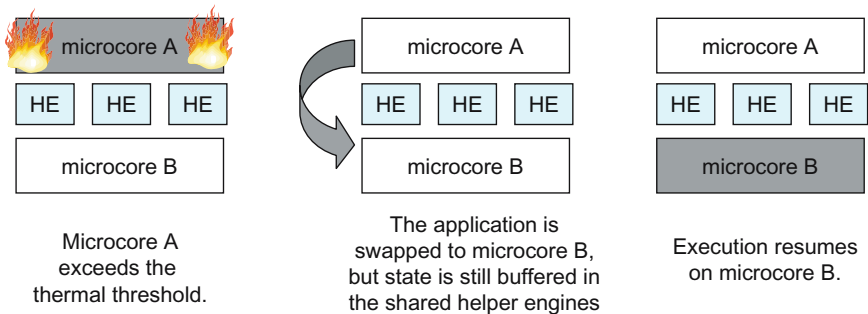 microcore A
HE HE HE
microcore B
Microcore A
exceeds the
thermal threshold.
microcore A
HE HE HE
microcore B
The application is
swapped to microcore B,
but state is still buffered in
the shared helper engines
microcore A
HE HE HE
microcore B
Execution resumes
on microcore B.